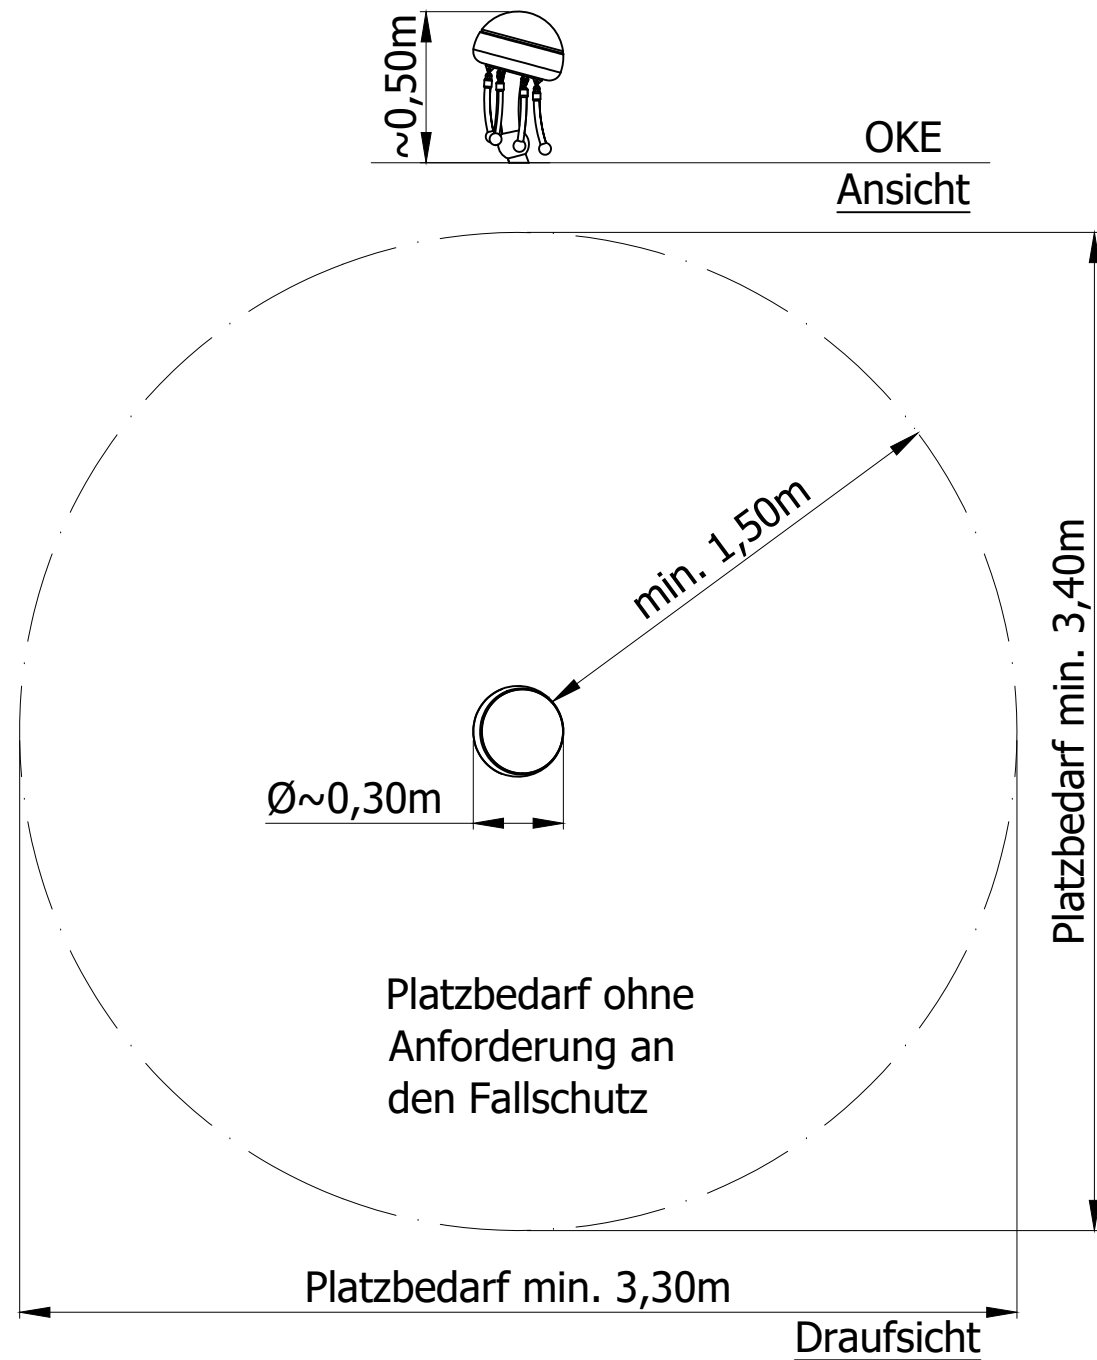 ~0,50m
OKE
Ansicht
min. 1,50m
Platzbedarf min. 3,40m
Ø~0,30m
Platzbedarf ohne
Anforderung an
den Fallschutz
Platzbedarf min. 3,30m
Draufsicht